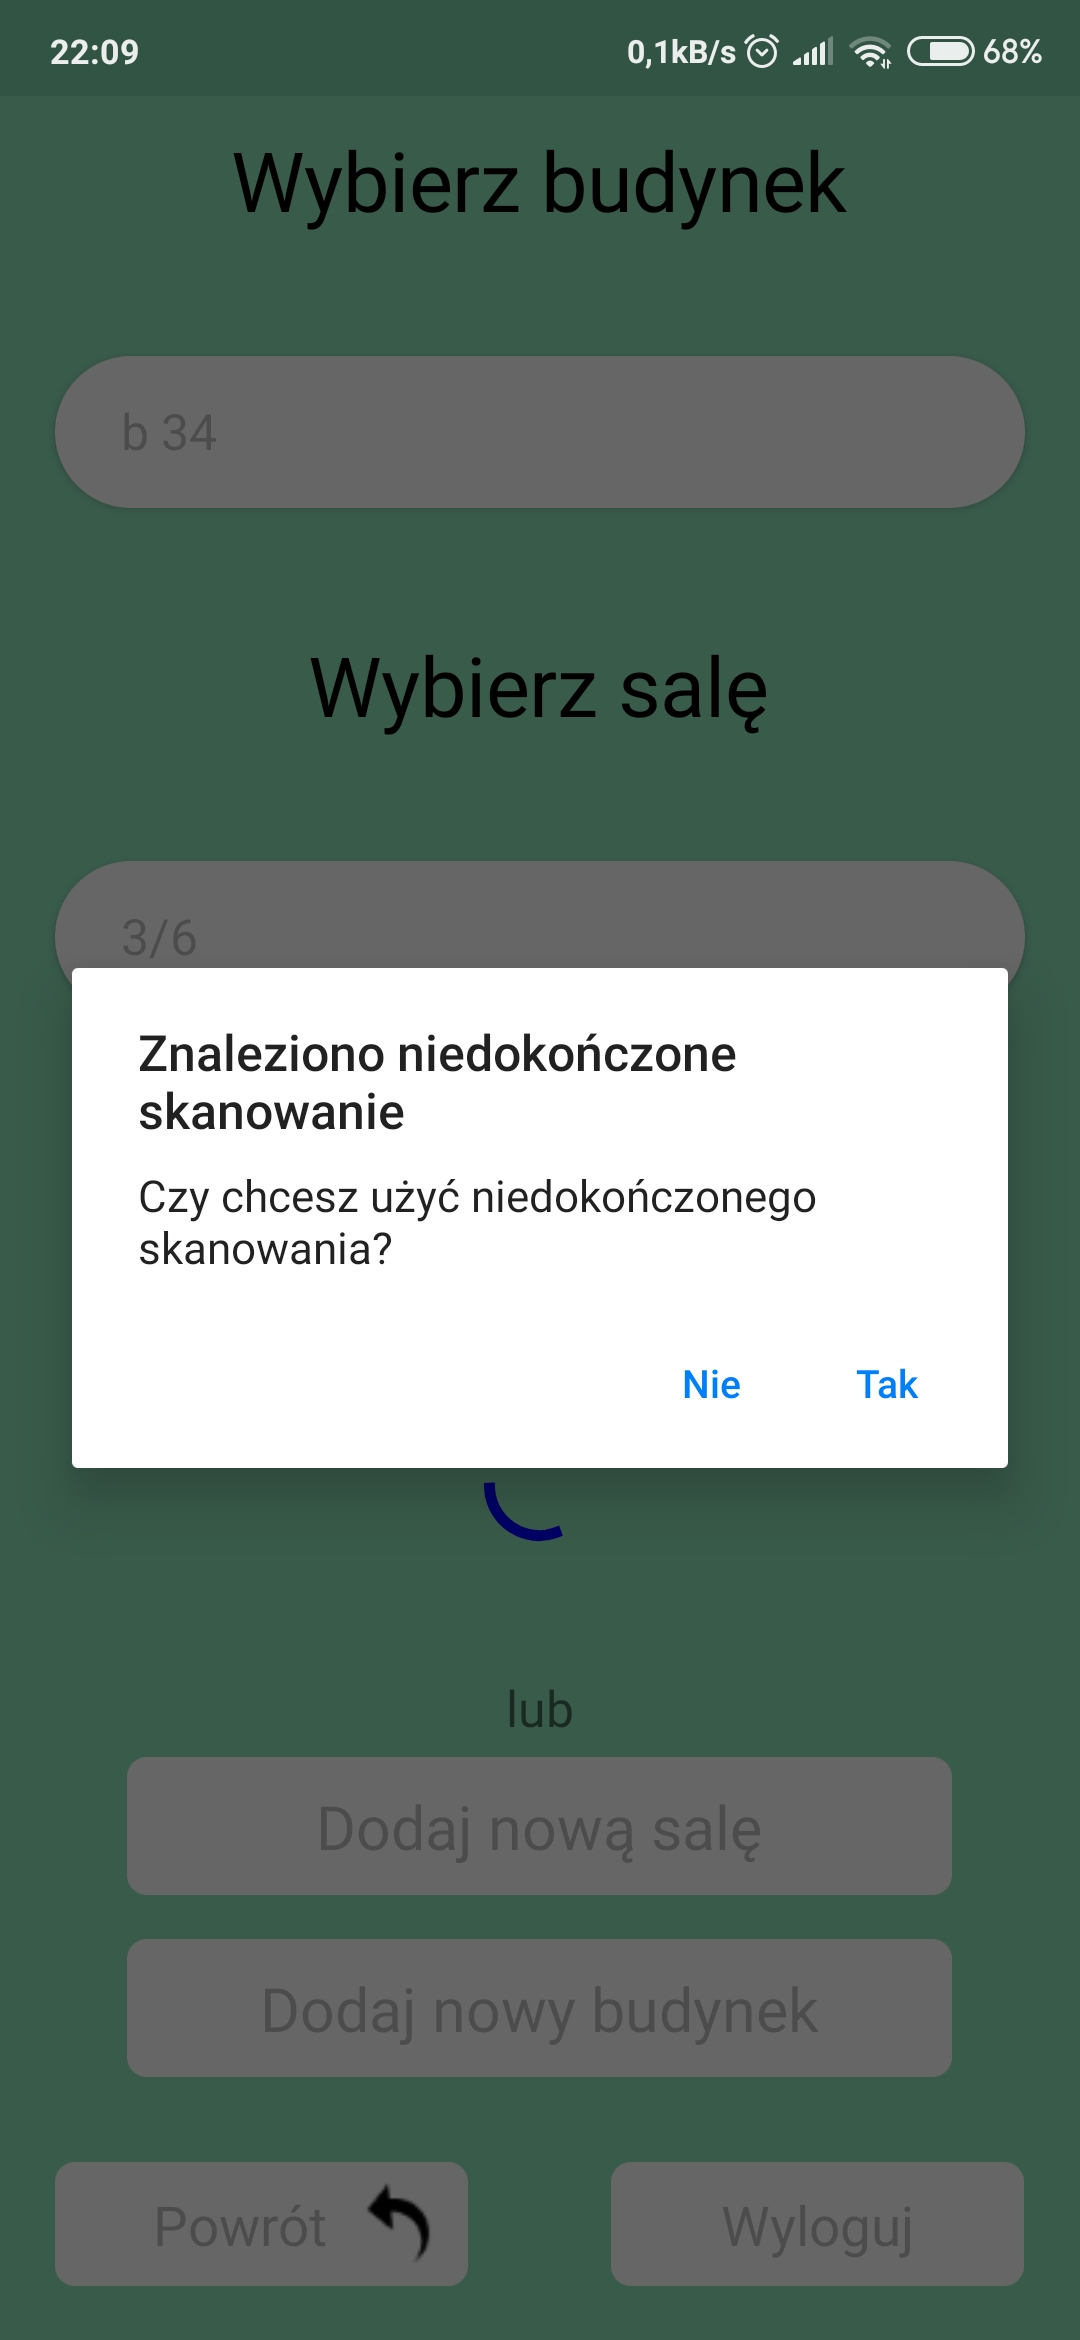 22:09 0,1kB/s 68%
Wybierz budynek
b 34
Wybierz salę
3/6
Znaleziono niedokończone
skanowanie
Czy chcesz użyć niedokończonego
skanowania?
Nie Tak
lub
Dodaj nową salę
Dodaj nowy budynek
Powrót Wyloguj